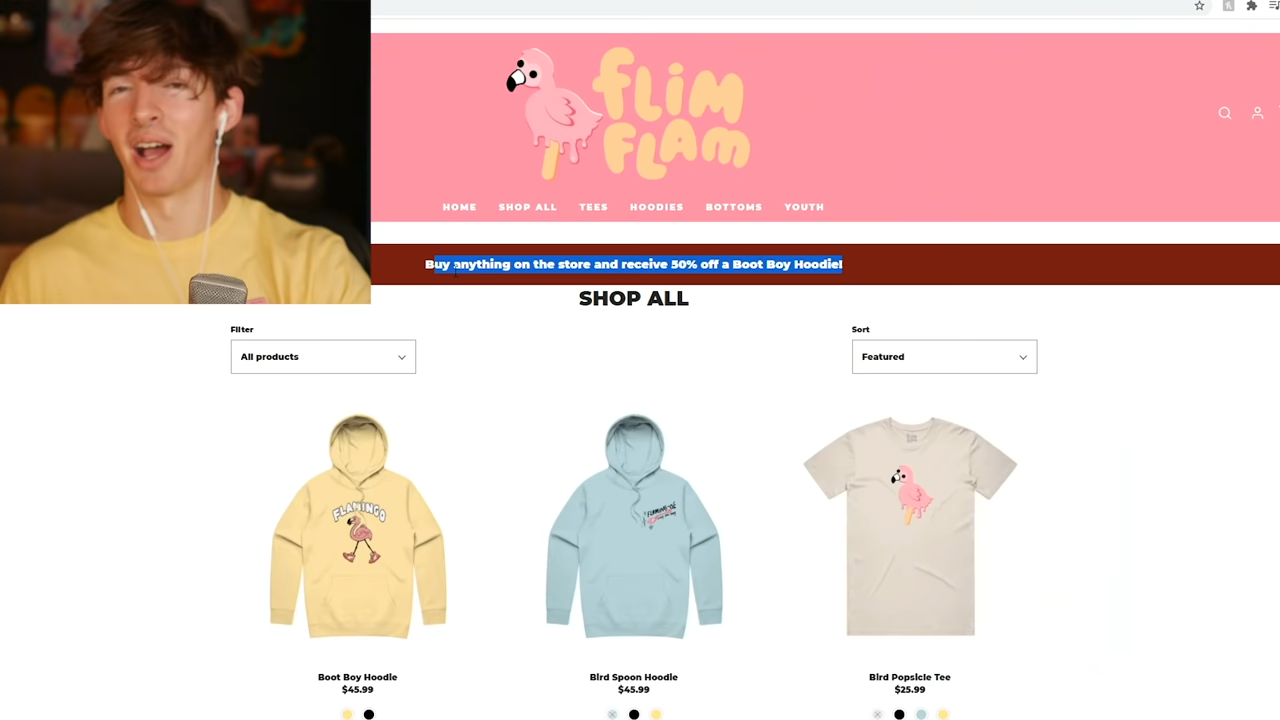 FLiM
FLAM
HOME SHOP ALL TEES HOODIES BOTTOMS YOUTH
Buy anything on the store and receive 50% off a Boot Boy Hoodie!
SHOP ALL
Filter Sort
All products Featured
FLAMINGO
Boot Boy Hoodie Bird Spoon Hoodie Bird Popsicle Tee
$45.99 $45.99 $25.99